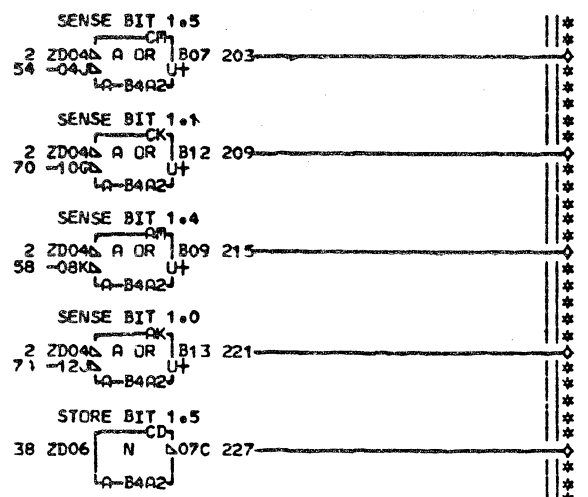 SENSE BIT 1.5
CM
2 ZD04 A OR B07 203
54 -04J U+
A-B4A2
SENSE BIT 1.1
CK
2 ZD04 A OR B12 209
70 -10G U+
A-B4A2
SENSE BIT 1.4
AM
2 ZD04 A OR B09 215
58 -08K U+
A-B4A2
SENSE BIT 1.0
AK
2 ZD04 A OR B13 221
71 -12J U+
A-B4A2
STORE BIT 1.5
CD
38 ZD06 N 07C 227
A-B4A2